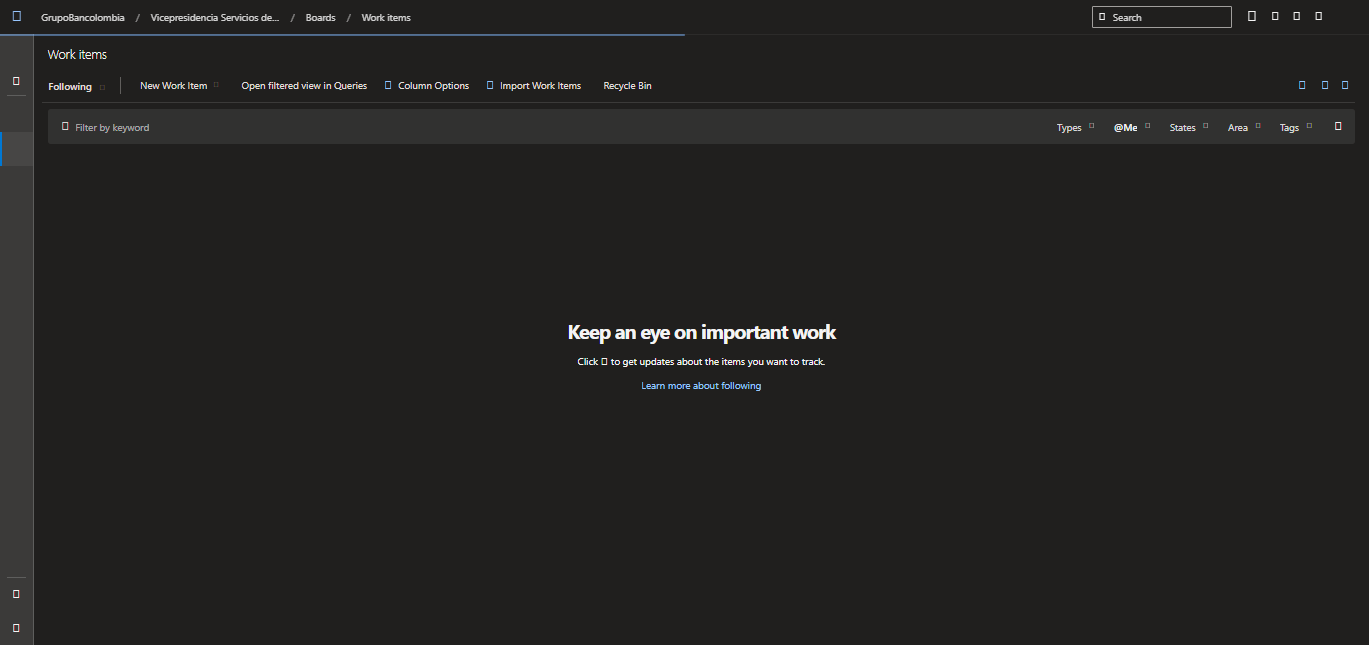 GrupoBancolombia / Vicepresidencia Servicios de... / Boards / Work items Search
Work items
Following New Work Item Open filtered view in Queries Column Options Import Work Items Recycle Bin
Filter by keyword Types @Me States Area Tags
Keep an eye on important work
Click to get updates about the items you want to track.
Learn more about following